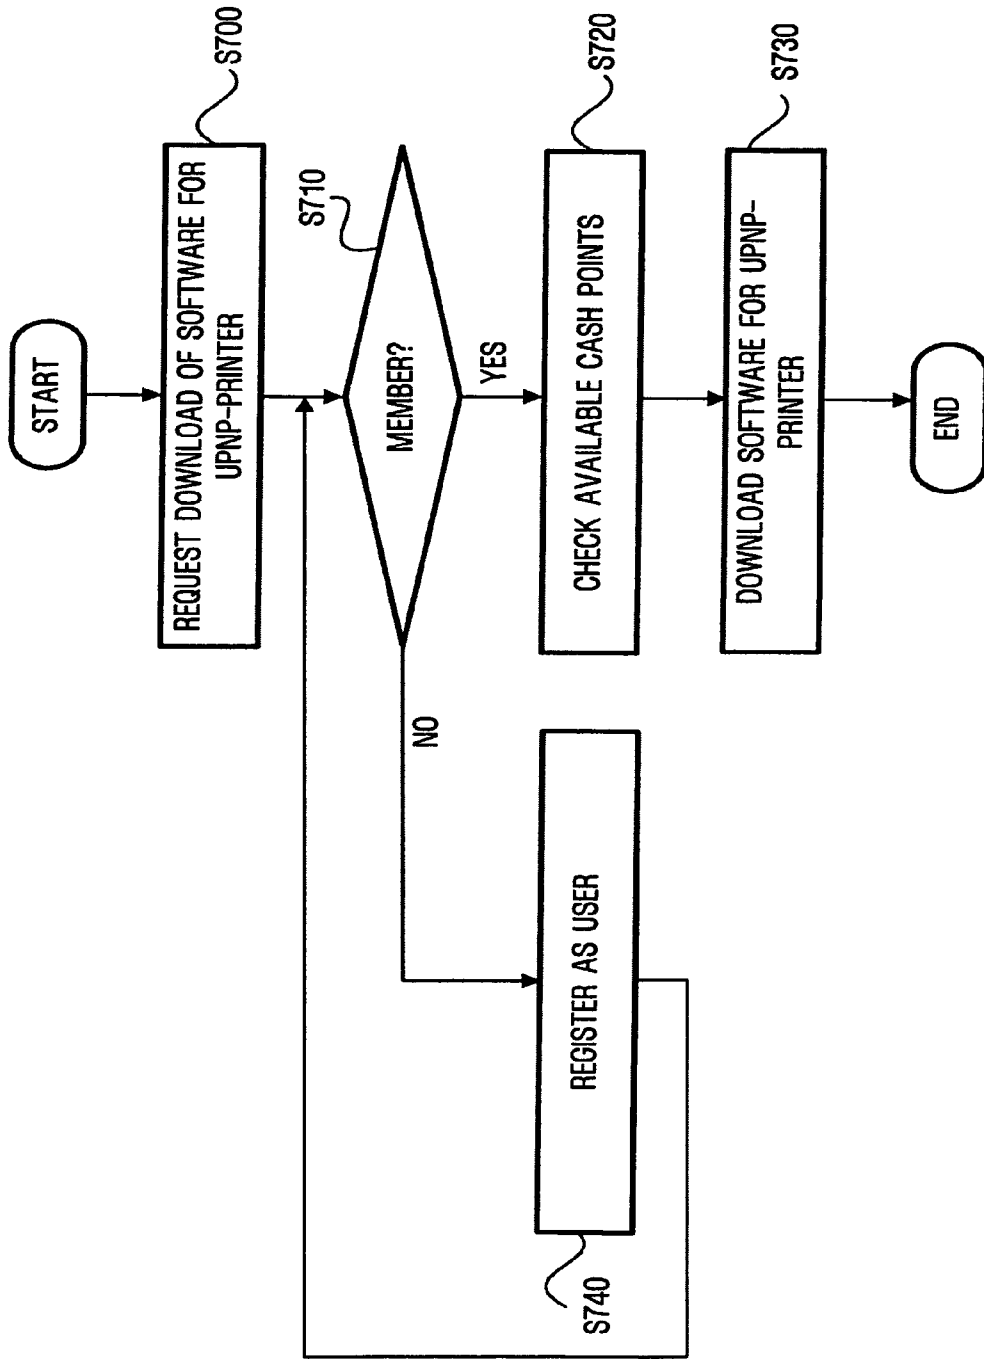 START
REQUEST DOWNLOAD OF SOFTWARE FOR
UPNP-PRINTER
S700
MEMBER?
S710
YES
NO
CHECK AVAILABLE CASH POINTS
S720
REGISTER AS USER
S740
DOWNLOAD SOFTWARE FOR UPNP-
PRINTER
S730
END